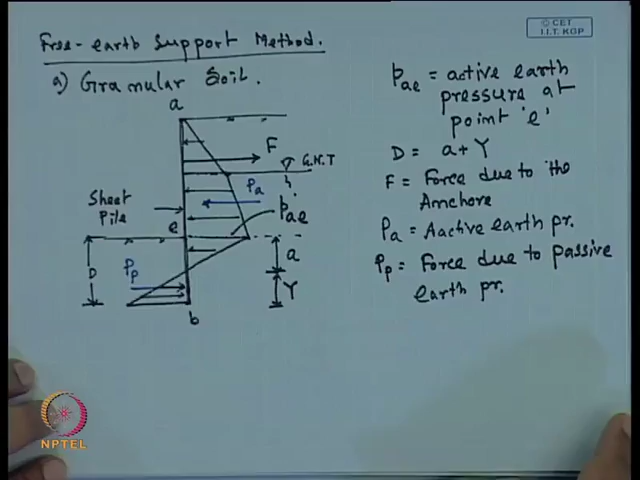 © CET
I.I.T. KGP
Free-earth Support Method.
a) Granular Soil.
a
F
G.W.T
Sheet
Pile
Pa
pae
e
D
Pp
a
Y
b
pae = active earth
pressure at
point 'e'
D = a+Y
F = Force due to the
Anchore
Pa = Aactive earth pr.
Pp = Force due to passive
earth pr.
NPTEL